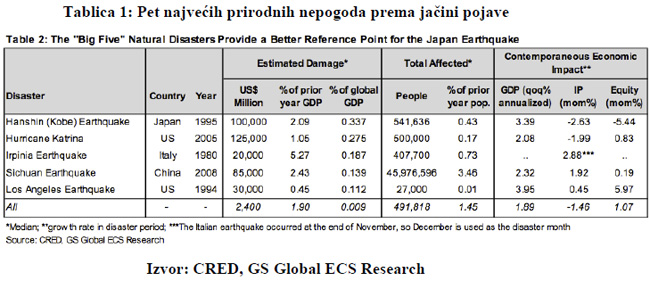 Tablica 1: Pet najvećih prirodnih nepogoda prema jačini pojave
Table 2: The "Big Five" Natural Disasters Provide a Better Reference Point for the Japan Earthquake
Estimated Damage* Total Affected* Contemporaneous Economic Impact**
Disaster Country Year US$ Million % of prior year GDP % of global GDP People % of prior year pop. GDP (qoq% annualized) IP (mom%) Equity (mom%)
Hanshin (Kobe) Earthquake Japan 1995 100,000 2.09 0.337 541,636 0.43 3.39 -2.63 -5.44
Hurricane Katrina US 2005 125,000 1.05 0.275 500,000 0.17 2.08 -1.99 0.83
Irpinia Earthquake Italy 1980 20,000 5.27 0.187 407,700 0.73 .. 2.88*** ..
Sichuan Earthquake China 2008 85,000 2.43 0.139 45,976,596 3.46 2.32 1.92 0.19
Los Angeles Earthquake US 1994 30,000 0.45 0.112 27,000 0.01 3.95 0.45 5.97
All - - 2,400 1.90 0.009 491,818 1.45 1.89 -1.46 1.07
*Median; **growth rate in disaster period; ***The Italian earthquake occurred at the end of November, so December is used as the disaster month
Source: CRED, GS Global ECS Research
Izvor: CRED, GS Global ECS Research